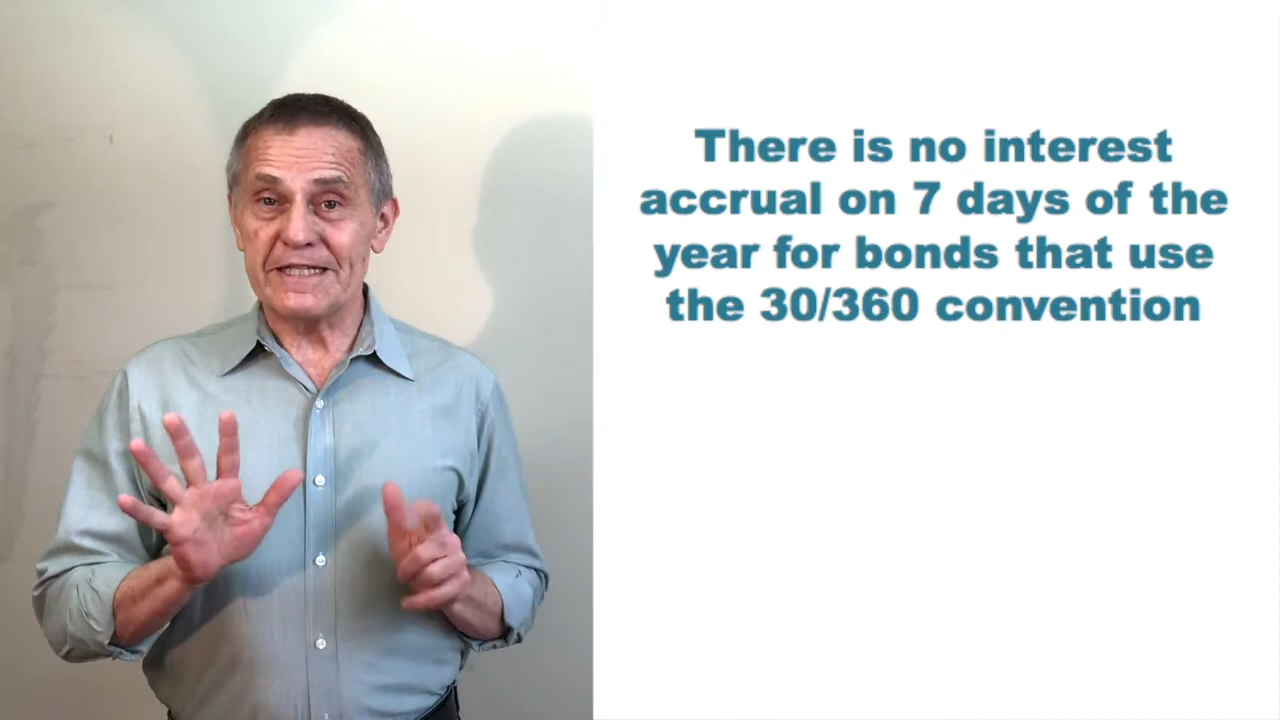 There is no interest
accrual on 7 days of the
year for bonds that use
the 30/360 convention